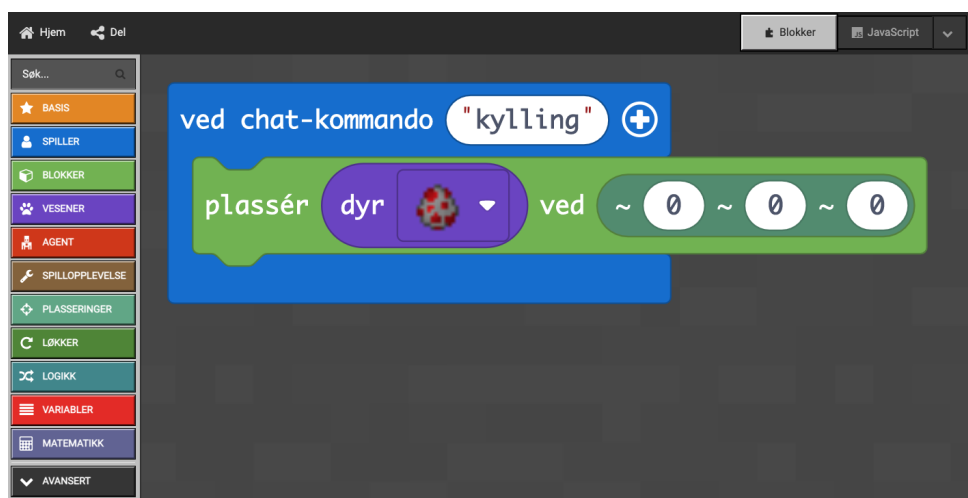 Hjem Del Blokker JavaScript
Søk...
BASIS
SPILLER
BLOKKER
VESENER
AGENT
SPILLOPPLEVELSE
PLASSERINGER
LØKKER
LOGIKK
VARIABLER
MATEMATIKK
AVANSERT
ved chat-kommando "kylling"
plassér dyr ved ~ 0 ~ 0 ~ 0